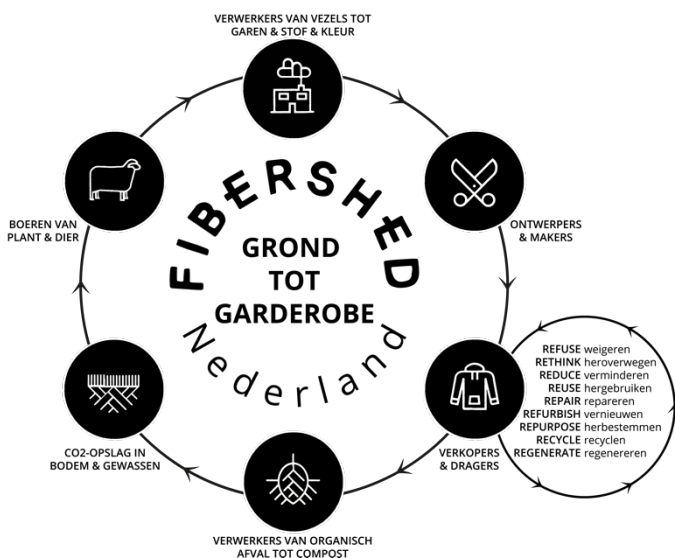 VERWERKERS VAN VEZELS TOT
GAREN & STOF & KLEUR
BOEREN VAN
PLANT & DIER
ONTWERPERS
& MAKERS
FIBERSHED
GROND
TOT
GARDEROBE
Nederland
REFUSE weigeren
RETHINK heroverwegen
REDUCE verminderen
REUSE hergebruiken
REPAIR repareren
REFURBISH vernieuwen
REPURPOSE herbestemmen
RECYCLE recyclen
REGENERATE regenereren
CO2-OPSLAG IN
BODEM & GEWASSEN
VERKOPERS
& DRAGERS
VERWERKERS VAN ORGANISCH
AFVAL TOT COMPOST